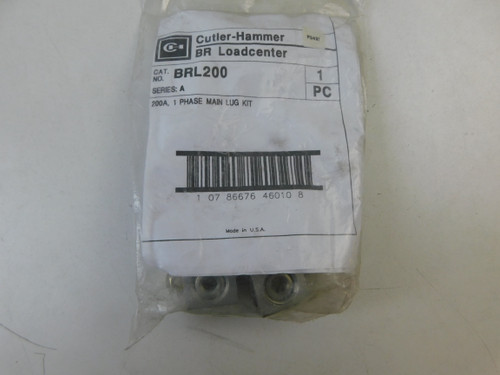 Cutler-Hammer
BR Loadcenter
CAT. NO. BRL200
1
SERIES: A
PC
200A, 1 PHASE MAIN LUG KIT
1 07 86676 46010 8
Made in U.S.A.